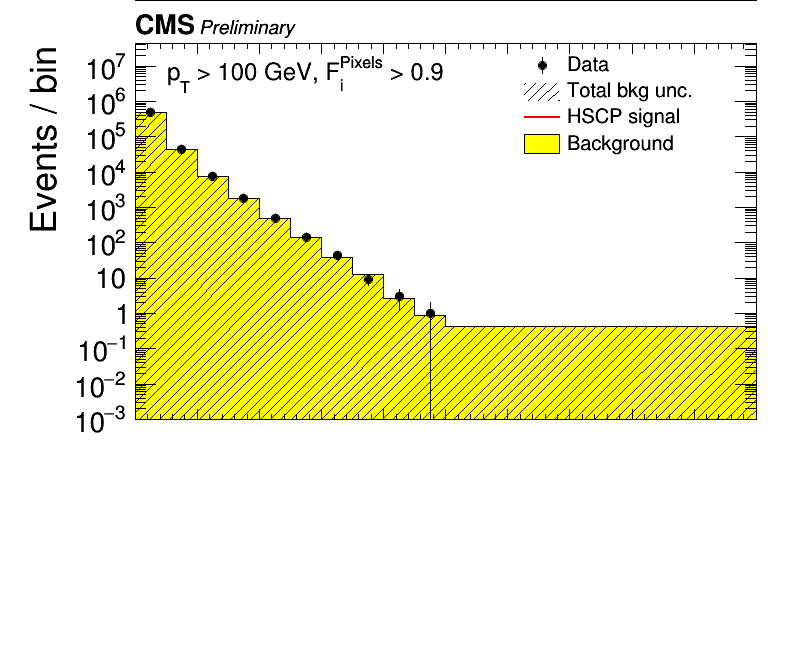 CMS Preliminary
p_T > 100 GeV, F_i^Pixels > 0.9
Data
Total bkg unc.
HSCP signal
Background
Events / bin
10^7
10^6
10^5
10^4
10^3
10^2
10
1
10^−1
10^−2
10^−3